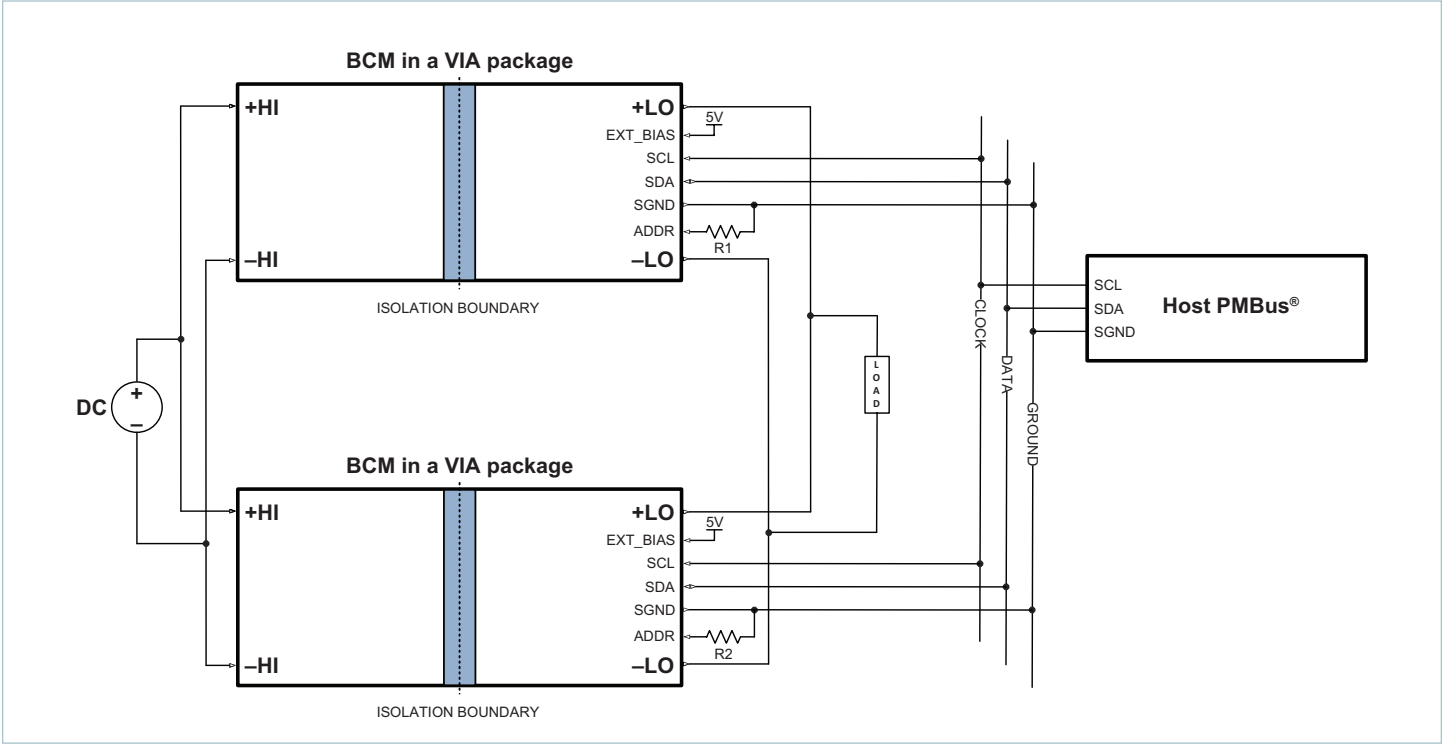 BCM in a VIA package
+HI
+LO
5V
EXT_BIAS
SCL
SDA
SGND
ADDR
R1
–HI
–LO
ISOLATION BOUNDARY
SCL
SDA
SGND
Host PMBus®
CLOCK
DATA
GROUND
LOAD
DC
+
–
BCM in a VIA package
+HI
+LO
5V
EXT_BIAS
SCL
SDA
SGND
ADDR
R2
–HI
–LO
ISOLATION BOUNDARY